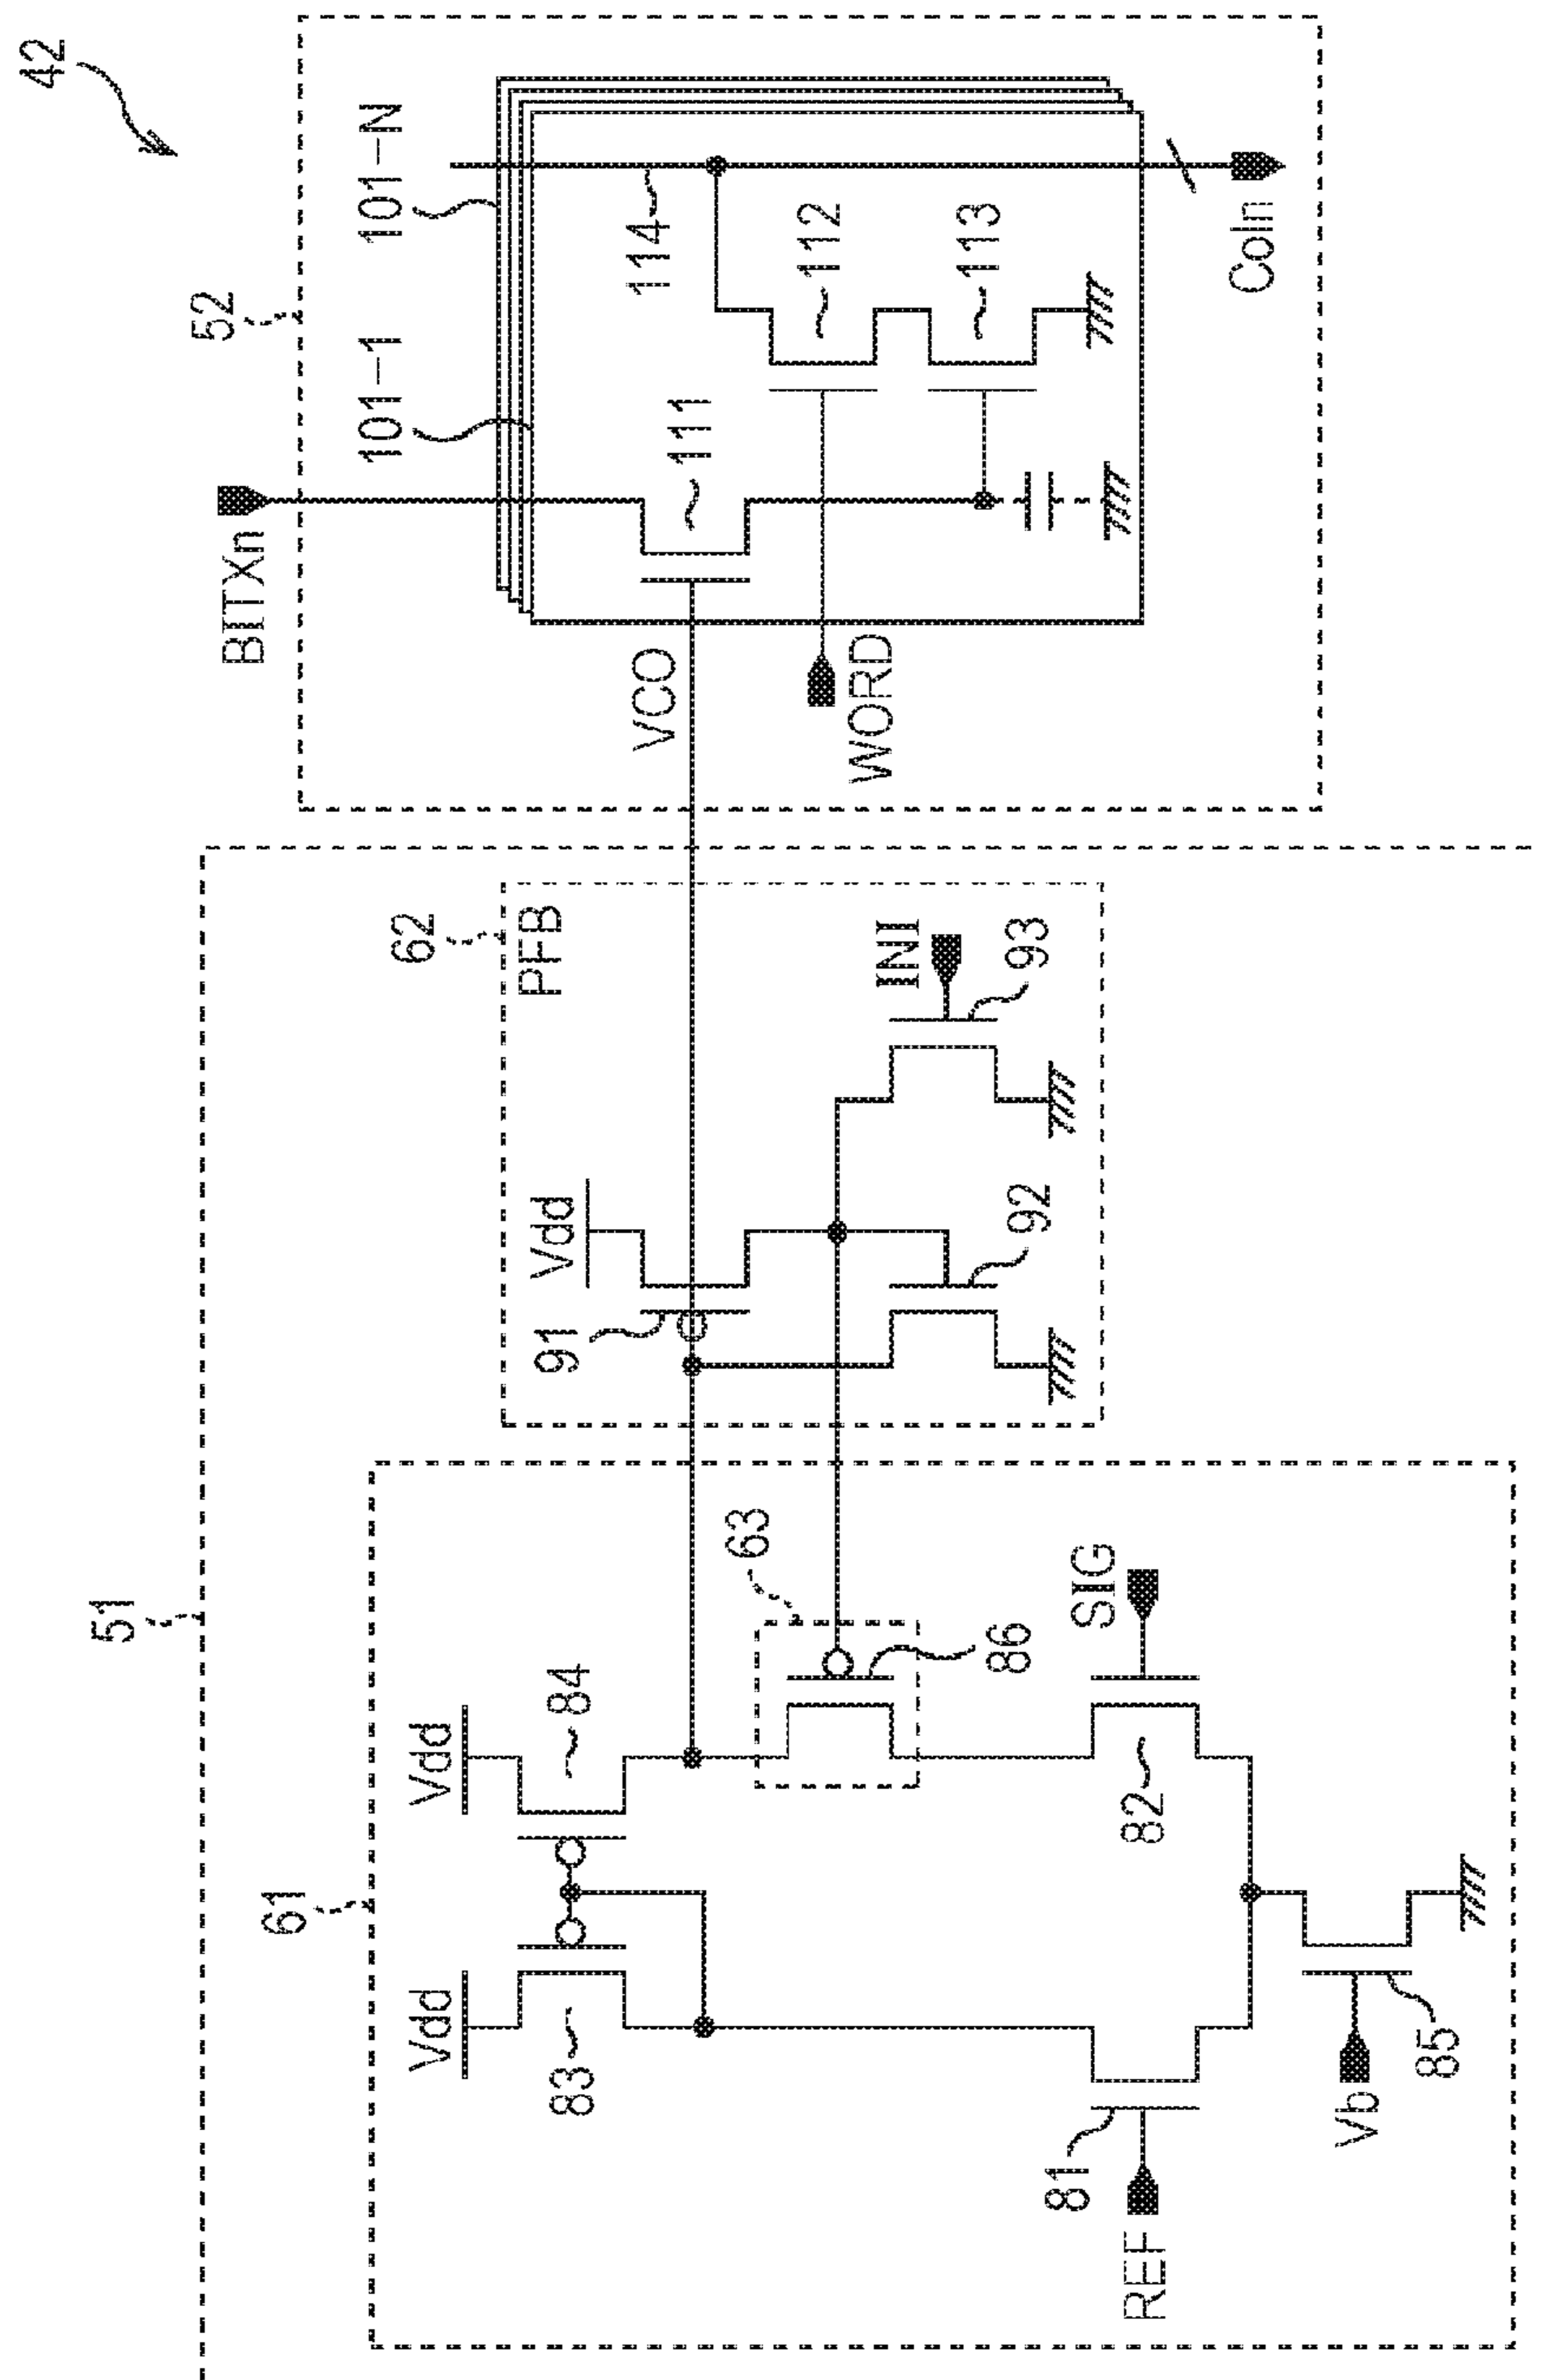 42
51
52
61
62
PFB
63
Vdd
Vdd
Vdd
83
84
91
81
82
85
86
92
93
REF
SIG
Vb
INI
VCO
WORD
BITXn
101-1
101-N
111
112
113
114
Coln